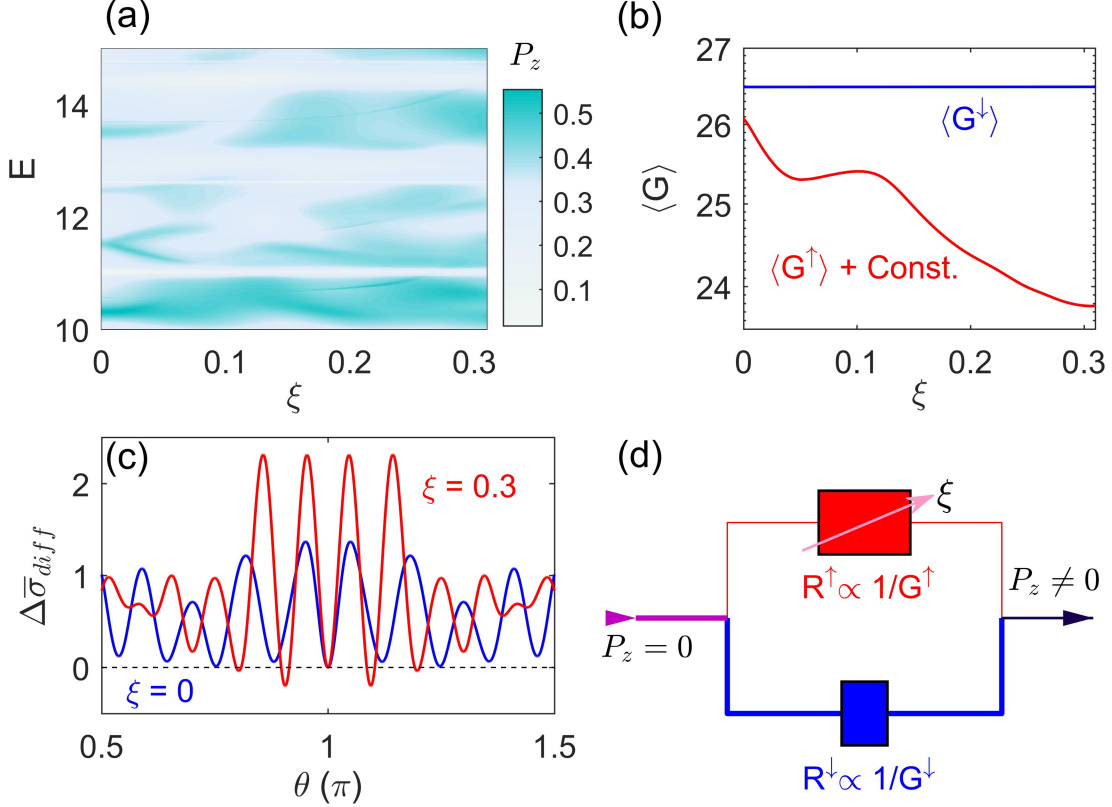 (a)
P_z
0.5
0.4
0.3
0.2
0.1
14
12
10
E
0 0.1 0.2 0.3
ξ
(b)
27
26
25
24
⟨G⟩
⟨G↓⟩
⟨G↑⟩ + Const.
0 0.1 0.2 0.3
ξ
(c)
2
1
0
Δσ̅_diff
ξ = 0.3
ξ = 0
0.5 1 1.5
θ (π)
(d)
ξ
R↑∝ 1/G↑
P_z ≠ 0
P_z = 0
R↓∝ 1/G↓